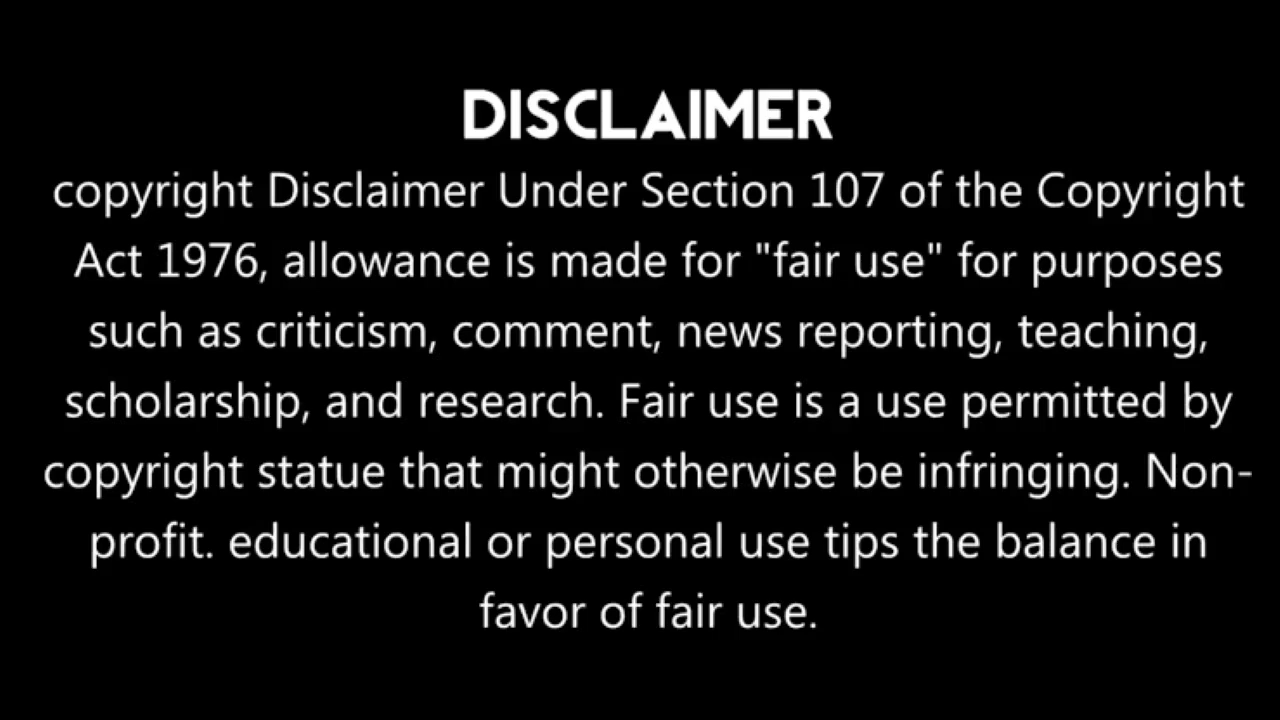 DISCLAIMER
copyright Disclaimer Under Section 107 of the Copyright
Act 1976, allowance is made for "fair use" for purposes
such as criticism, comment, news reporting, teaching,
scholarship, and research. Fair use is a use permitted by
copyright statue that might otherwise be infringing. Non-
profit. educational or personal use tips the balance in
favor of fair use.